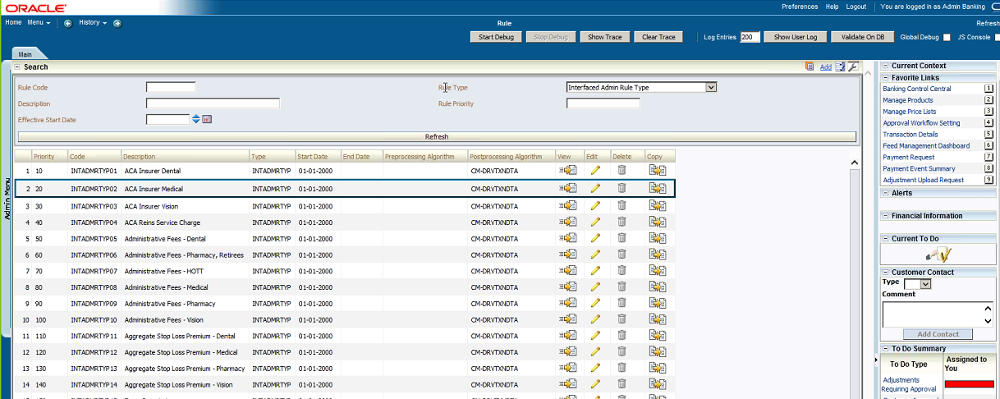 ORACLE
Preferences Help Logout You are logged in as Admin Banking
Home Menu History Rule Refresh
Start Debug Stop Debug Show Trace Clear Trace Log Entries 200 Show User Log Validate On DB Global Debug JS Console
Main
Search Add
Rule Code Rule Type Interfaced Admin Rule Type
Description Rule Priority
Effective Start Date
Refresh
Priority Code Description Type Start Date End Date Preprocessing Algorithm Postprocessing Algorithm View Edit Delete Copy
1 10 INTADMRTYP01 ACA Insurer Dental INTADMRTYP 01-01-2000 CM-DRVTXNDTA
2 20 INTADMRTYP02 ACA Insurer Medical INTADMRTYP 01-01-2000 CM-DRVTXNDTA
3 30 INTADMRTYP03 ACA Insurer Vision INTADMRTYP 01-01-2000 CM-DRVTXNDTA
4 40 INTADMRTYP04 ACA Reins Service Charge INTADMRTYP 01-01-2000 CM-DRVTXNDTA
5 50 INTADMRTYP05 Administrative Fees - Dental INTADMRTYP 01-01-2000 CM-DRVTXNDTA
6 60 INTADMRTYP06 Administrative Fees - Pharmacy, Retirees INTADMRTYP 01-01-2000 CM-DRVTXNDTA
7 70 INTADMRTYP07 Administrative Fees - HOTT INTADMRTYP 01-01-2000 CM-DRVTXNDTA
8 80 INTADMRTYP08 Administrative Fees - Medical INTADMRTYP 01-01-2000 CM-DRVTXNDTA
9 90 INTADMRTYP09 Administrative Fees - Pharmacy INTADMRTYP 01-01-2000 CM-DRVTXNDTA
10 100 INTADMRTYP10 Administrative Fees - Vision INTADMRTYP 01-01-2000 CM-DRVTXNDTA
11 110 INTADMRTYP11 Aggregate Stop Loss Premium - Dental INTADMRTYP 01-01-2000 CM-DRVTXNDTA
12 120 INTADMRTYP12 Aggregate Stop Loss Premium - Medical INTADMRTYP 01-01-2000 CM-DRVTXNDTA
13 130 INTADMRTYP13 Aggregate Stop Loss Premium - Pharmacy INTADMRTYP 01-01-2000 CM-DRVTXNDTA
14 140 INTADMRTYP14 Aggregate Stop Loss Premium - Vision INTADMRTYP 01-01-2000 CM-DRVTXNDTA
Admin Menu
Current Context
Favorite Links
Banking Control Central 1
Manage Products 2
Manage Price Lists 3
Approval Workflow Setting 4
Transaction Details 5
Feed Management Dashboard 6
Payment Request 7
Payment Event Summary 8
Adjustment Upload Request 9
Alerts
Financial Information
Current To Do
Customer Contact
Type
Comment
Add Contact
To Do Summary
To Do Type Assigned to You
Adjustments
Requiring Approval